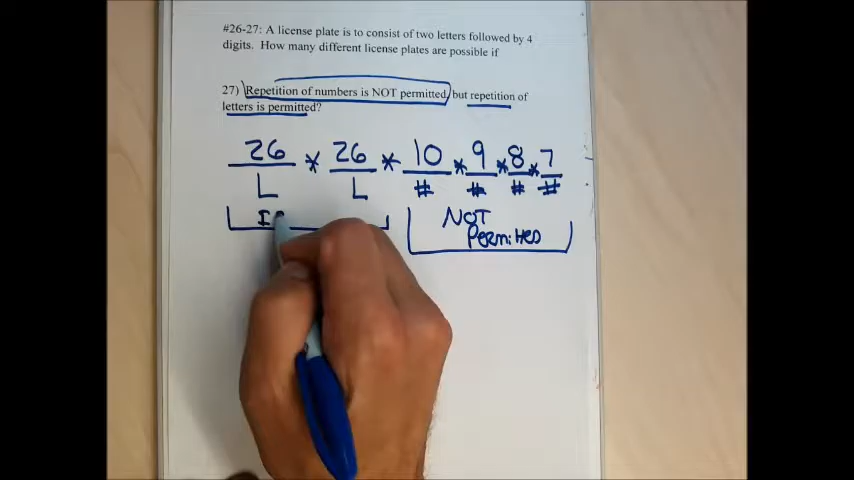 #26-27: A license plate is to consist of two letters followed by 4
digits. How many different license plates are possible if
27) Repetition of numbers is NOT permitted, but repetition of
letters is permitted?
26 * 26 * 10 * 9 * 8 * 7
L L # # # #
NOT
Permitted